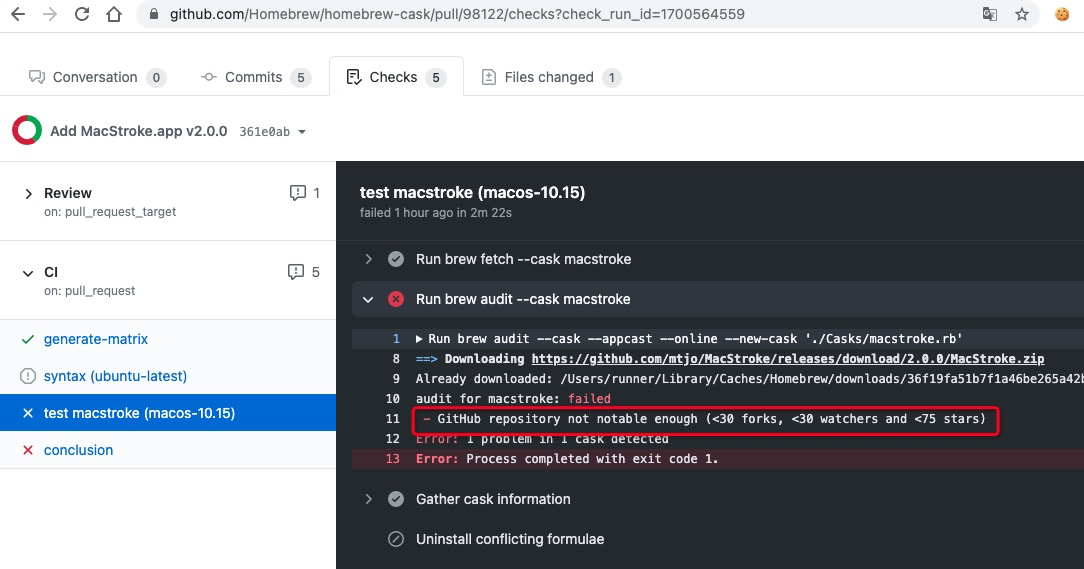 github.com/Homebrew/homebrew-cask/pull/98122/checks?check_run_id=1700564559
Conversation 0 Commits 5 Checks 5 Files changed 1
Add MacStroke.app v2.0.0 361e0ab
Review 1
on: pull_request_target
CI 5
on: pull_request
generate-matrix
syntax (ubuntu-latest)
test macstroke (macos-10.15)
conclusion
test macstroke (macos-10.15)
failed 1 hour ago in 2m 22s
Run brew fetch --cask macstroke
Run brew audit --cask macstroke
1 Run brew audit --cask --appcast --online --new-cask './Casks/macstroke.rb'
8 ==> Downloading https://github.com/mtjo/MacStroke/releases/download/2.0.0/MacStroke.zip
9 Already downloaded: /Users/runner/Library/Caches/Homebrew/downloads/36f19fa51b7f1a46be265a42b
10 audit for macstroke: failed
11 - GitHub repository not notable enough (<30 forks, <30 watchers and <75 stars)
12 Error: 1 problem in 1 cask detected
13 Error: Process completed with exit code 1.
Gather cask information
Uninstall conflicting formulae